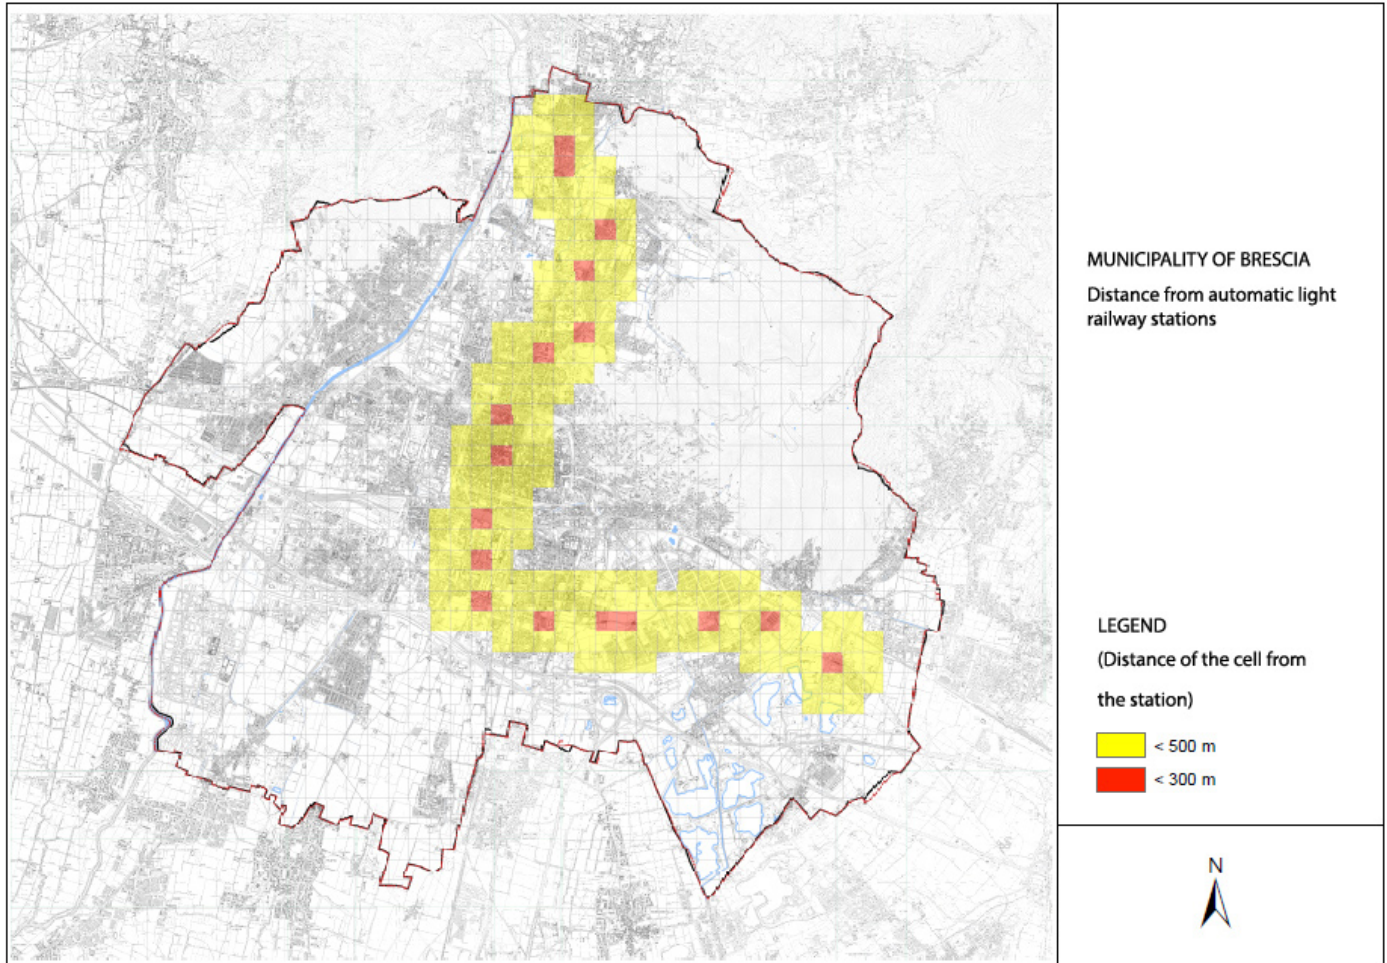 MUNICIPALITY OF BRESCIA
Distance from automatic light
railway stations
LEGEND
(Distance of the cell from
the station)
< 500 m
< 300 m
N